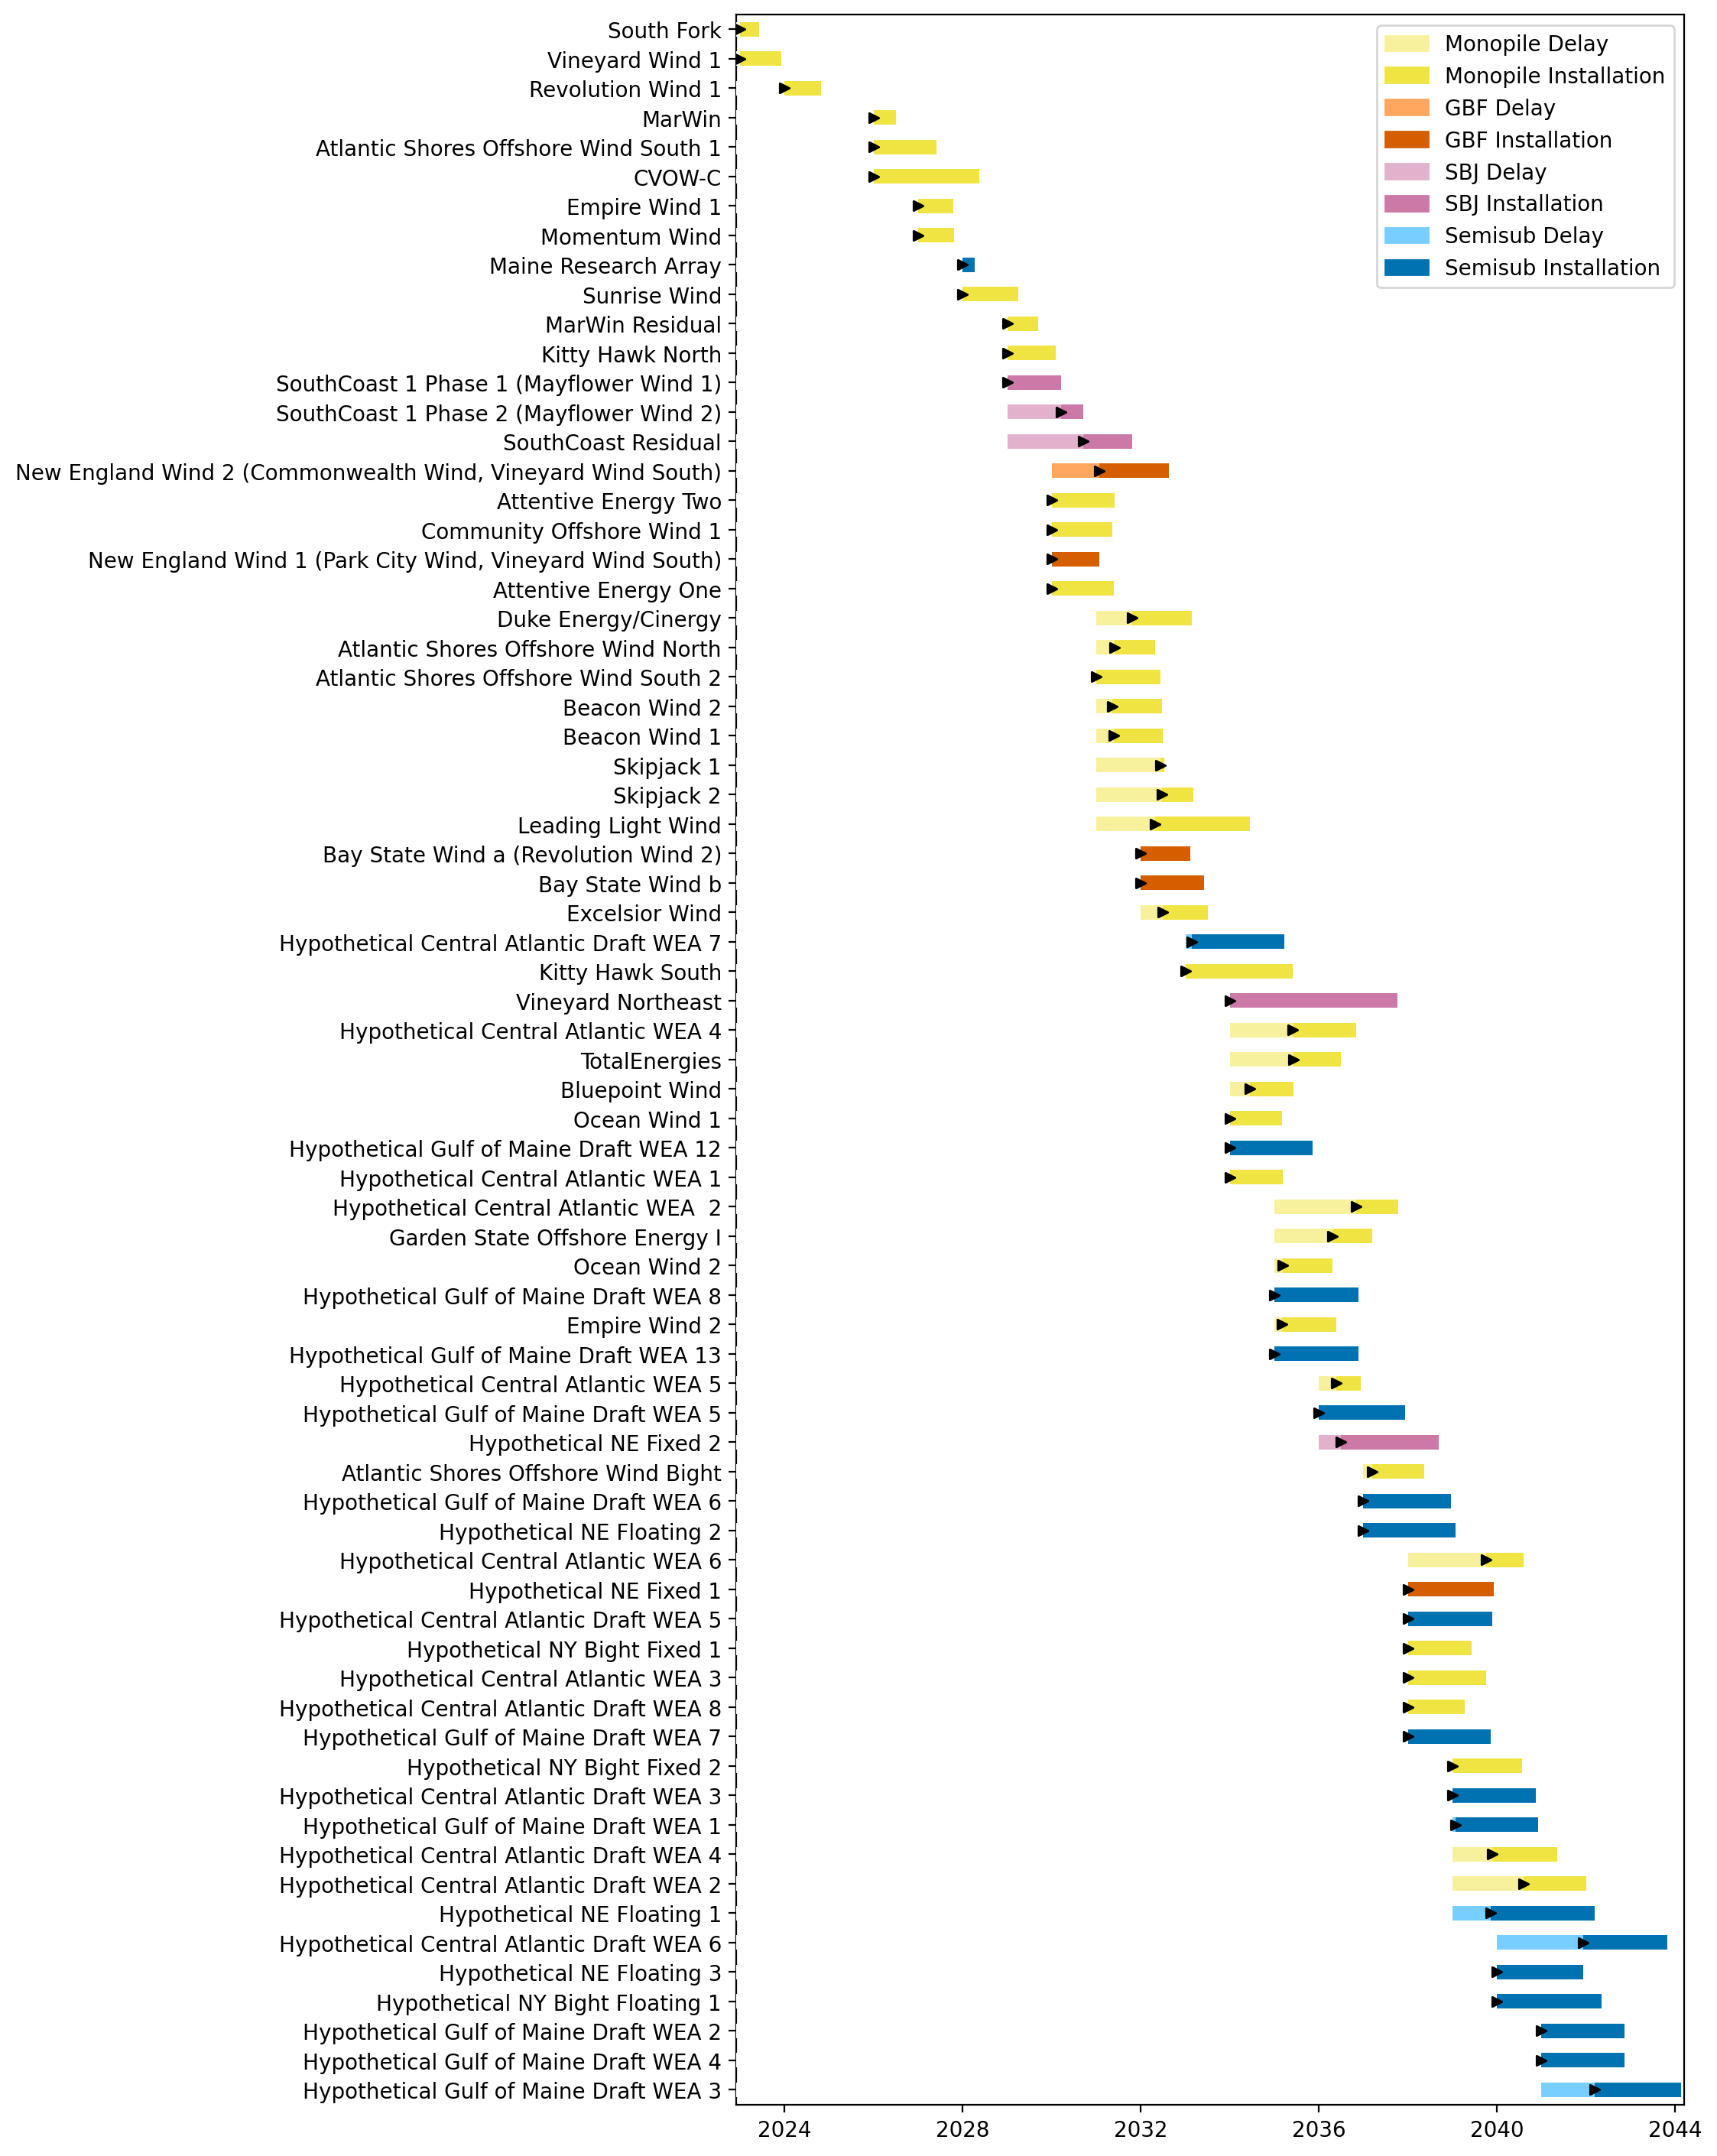 South Fork
Vineyard Wind 1
Revolution Wind 1
MarWin
Atlantic Shores Offshore Wind South 1
CVOW-C
Empire Wind 1
Momentum Wind
Maine Research Array
Sunrise Wind
MarWin Residual
Kitty Hawk North
SouthCoast 1 Phase 1 (Mayflower Wind 1)
SouthCoast 1 Phase 2 (Mayflower Wind 2)
SouthCoast Residual
New England Wind 2 (Commonwealth Wind, Vineyard Wind South)
Attentive Energy Two
Community Offshore Wind 1
New England Wind 1 (Park City Wind, Vineyard Wind South)
Attentive Energy One
Duke Energy/Cinergy
Atlantic Shores Offshore Wind North
Atlantic Shores Offshore Wind South 2
Beacon Wind 2
Beacon Wind 1
Skipjack 1
Skipjack 2
Leading Light Wind
Bay State Wind a (Revolution Wind 2)
Bay State Wind b
Excelsior Wind
Hypothetical Central Atlantic Draft WEA 7
Kitty Hawk South
Vineyard Northeast
Hypothetical Central Atlantic WEA 4
TotalEnergies
Bluepoint Wind
Ocean Wind 1
Hypothetical Gulf of Maine Draft WEA 12
Hypothetical Central Atlantic WEA 1
Hypothetical Central Atlantic WEA  2
Garden State Offshore Energy I
Ocean Wind 2
Hypothetical Gulf of Maine Draft WEA 8
Empire Wind 2
Hypothetical Gulf of Maine Draft WEA 13
Hypothetical Central Atlantic WEA 5
Hypothetical Gulf of Maine Draft WEA 5
Hypothetical NE Fixed 2
Atlantic Shores Offshore Wind Bight
Hypothetical Gulf of Maine Draft WEA 6
Hypothetical NE Floating 2
Hypothetical Central Atlantic WEA 6
Hypothetical NE Fixed 1
Hypothetical Central Atlantic Draft WEA 5
Hypothetical NY Bight Fixed 1
Hypothetical Central Atlantic WEA 3
Hypothetical Central Atlantic Draft WEA 8
Hypothetical Gulf of Maine Draft WEA 7
Hypothetical NY Bight Fixed 2
Hypothetical Central Atlantic Draft WEA 3
Hypothetical Gulf of Maine Draft WEA 1
Hypothetical Central Atlantic Draft WEA 4
Hypothetical Central Atlantic Draft WEA 2
Hypothetical NE Floating 1
Hypothetical Central Atlantic Draft WEA 6
Hypothetical NE Floating 3
Hypothetical NY Bight Floating 1
Hypothetical Gulf of Maine Draft WEA 2
Hypothetical Gulf of Maine Draft WEA 4
Hypothetical Gulf of Maine Draft WEA 3
Monopile Delay
Monopile Installation
GBF Delay
GBF Installation
SBJ Delay
SBJ Installation
Semisub Delay
Semisub Installation
2024 2028 2032 2036 2040 2044